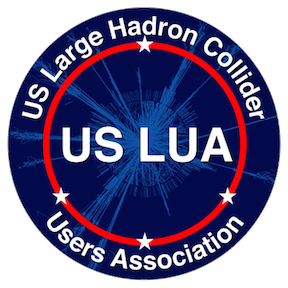 US Large Hadron Collider
US LUA
Users Association